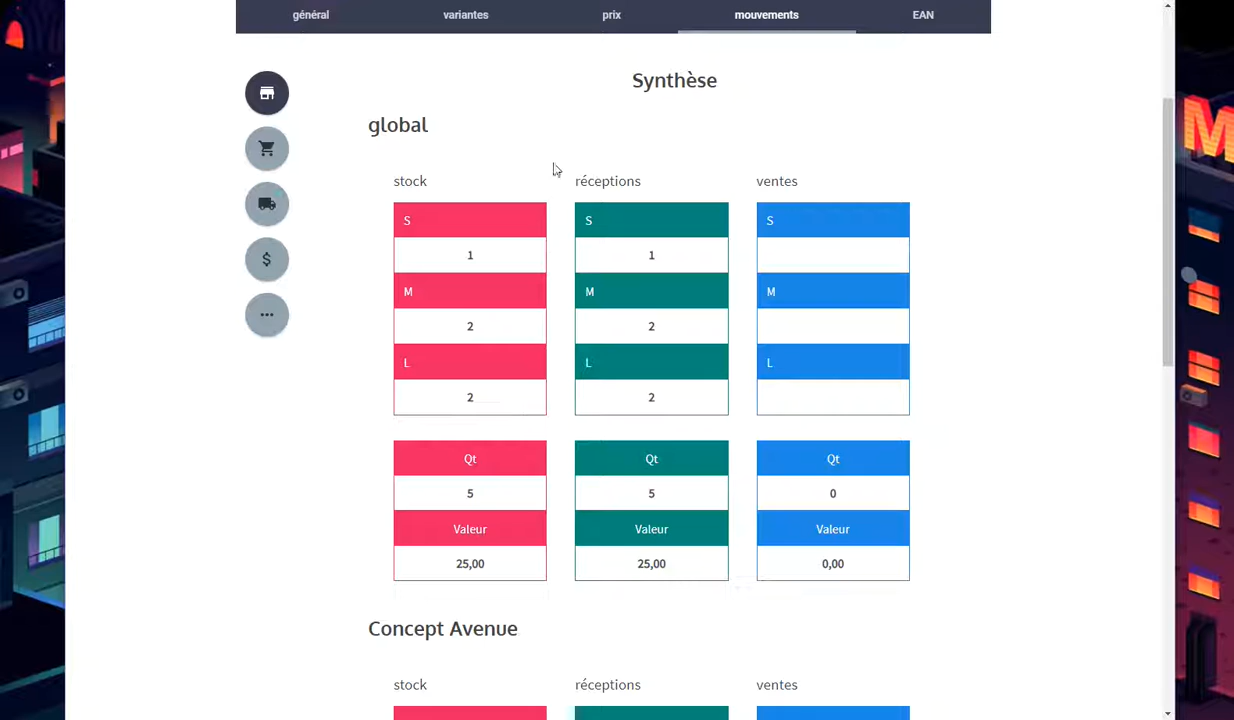 général variantes prix mouvements EAN
Synthèse
global
stock réceptions ventes
S S S
1 1
M M M
2 2
L L L
2 2
Qt Qt Qt
5 5 0
Valeur Valeur Valeur
25,00 25,00 0,00
Concept Avenue
stock réceptions ventes